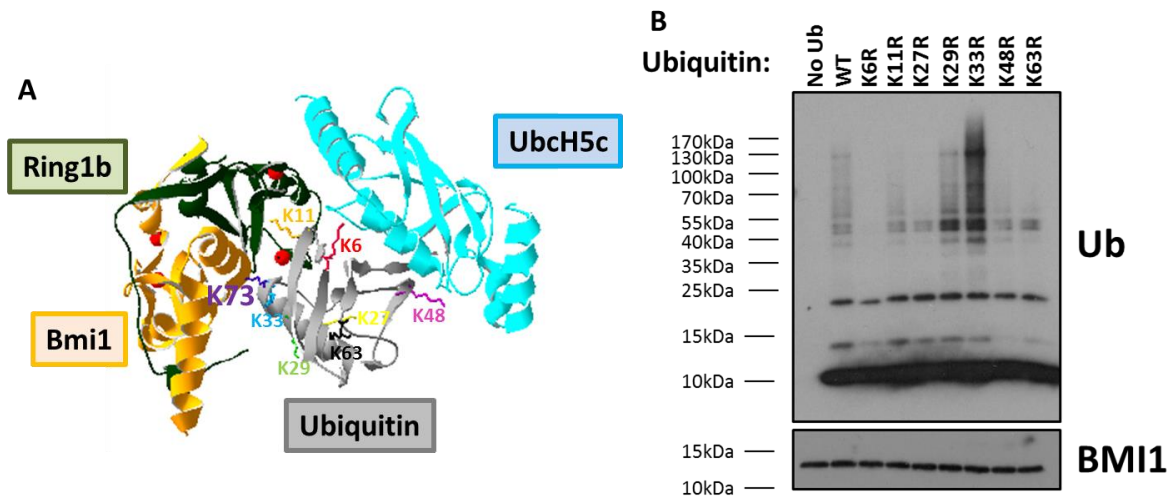 A
Ring1b
Bmi1
UbcH5c
Ubiquitin
K11
K6
K73
K33
K27
K48
K63
K29
B
Ubiquitin:
No Ub
WT
K6R
K11R
K27R
K29R
K33R
K48R
K63R
170kDa
130kDa
100kDa
70kDa
55kDa
40kDa
35kDa
25kDa
15kDa
10kDa
Ub
15kDa
10kDa
BMI1